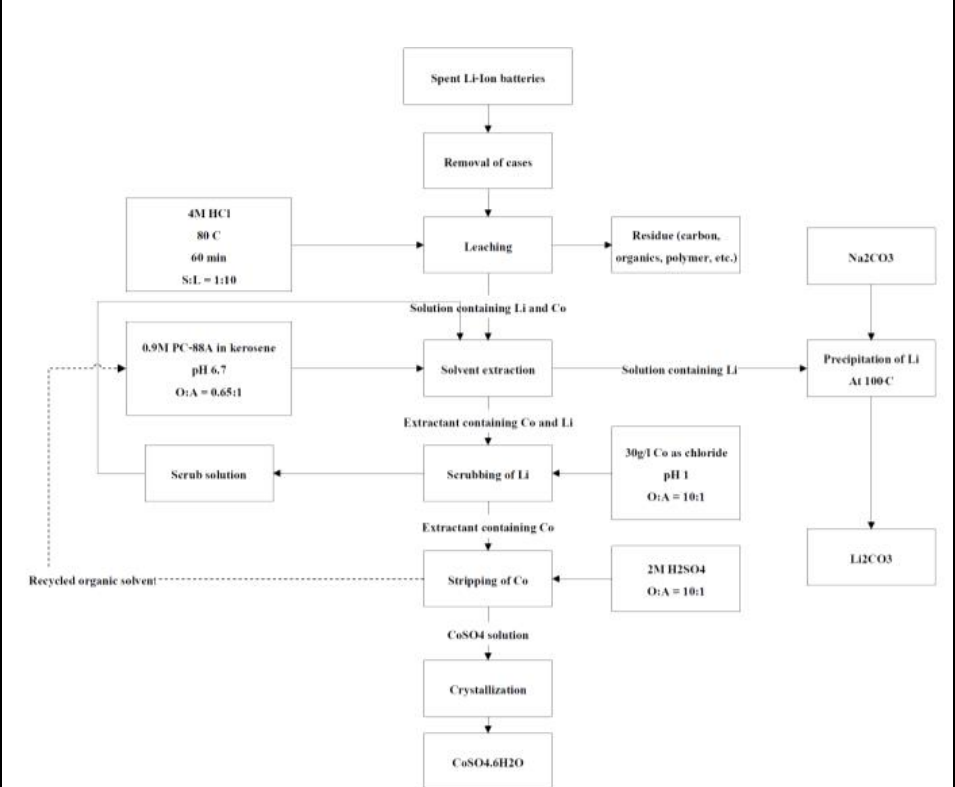 Spent Li-Ion batteries
Removal of cases
4M HCl
80 C
60 min
S:L = 1:10
Leaching
Residue (carbon,
organics, polymer, etc.)
Na2CO3
Solution containing Li and Co
0.9M PC-88A in kerosene
pH 6.7
O:A = 0.65:1
Solvent extraction
Solution containing Li
Precipitation of Li
At 100 C
Extractant containing Co and Li
Scrub solution
Scrubbing of Li
30g/l Co as chloride
pH 1
O:A = 10:1
Extractant containing Co
Li2CO3
Recycled organic solvent
Stripping of Co
2M H2SO4
O:A = 10:1
CoSO4 solution
Crystallization
CoSO4.6H2O